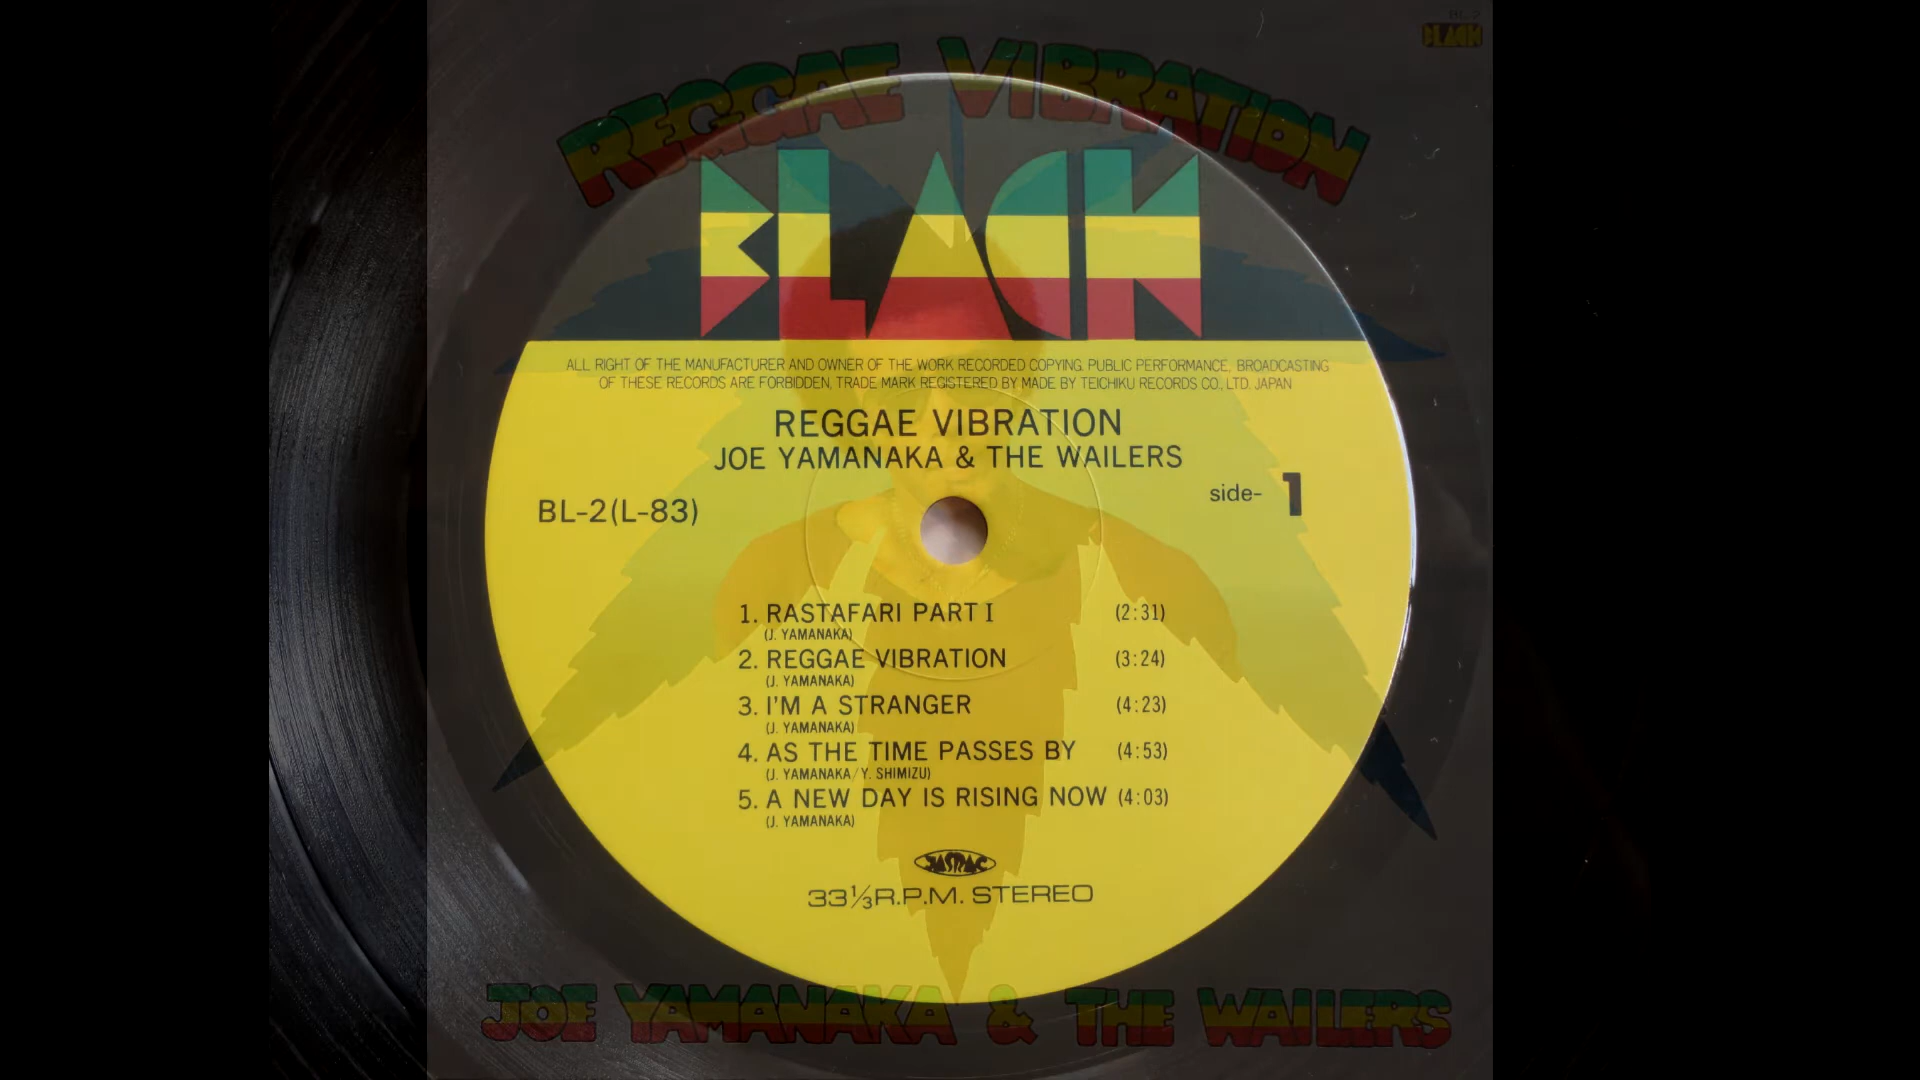 BL-2
BLACK
REGGAE VIBRATION
BLACK
ALL RIGHT OF THE MANUFACTURER AND OWNER OF THE WORK RECORDED COPYING. PUBLIC PERFORMANCE, BROADCASTING
OF THESE RECORDS ARE FORBIDDEN, TRADE MARK REGISTERED BY MADE BY TEICHIKU RECORDS CO., LTD. JAPAN
REGGAE VIBRATION
JOE YAMANAKA & THE WAILERS
side-1
BL-2(L-83)
1. RASTAFARI PART I (2:31)
(J. YAMANAKA)
2. REGGAE VIBRATION (3:24)
(J. YAMANAKA)
3. I'M A STRANGER (4:23)
(J. YAMANAKA)
4. AS THE TIME PASSES BY (4:53)
(J. YAMANAKA/Y. SHIMIZU)
5. A NEW DAY IS RISING NOW (4:03)
(J. YAMANAKA)
JASRAC
33⅓R.P.M. STEREO
JOE YAMANAKA & THE WAILERS